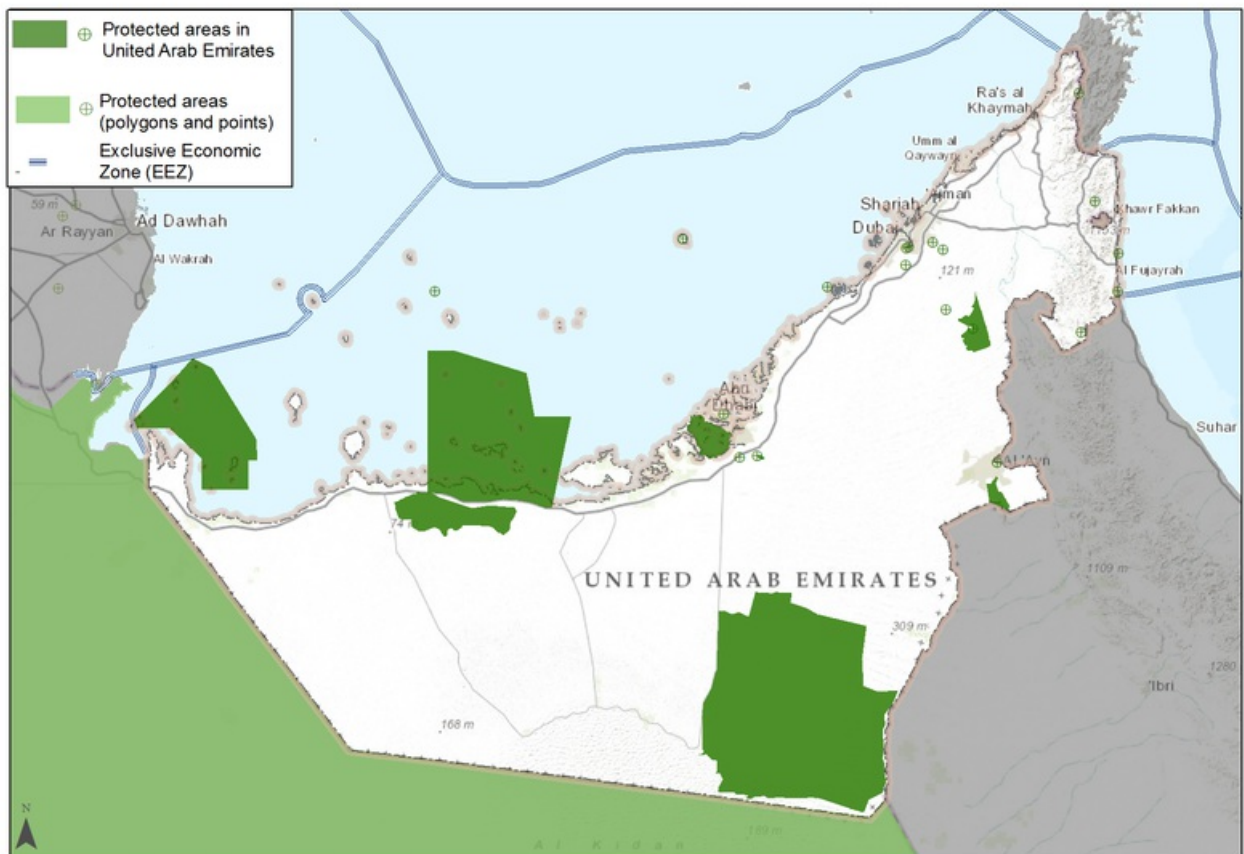 Protected areas in
United Arab Emirates
Protected areas
(polygons and points)
Exclusive Economic
Zone (EEZ)
Ra's al
Khaymah
Umm al
Qaywayn
59 m
Ad Dawhah
Ar Rayyan
Al Wakrah
Sharjah
'Ajman
Dubai
Khawr Fakkan
Al Fujayrah
121 m
Abu
Dhabi
Suhar
Al 'Ayn
74 m
UNITED ARAB EMIRATES
1109 m
309 m
1280
'Ibri
168 m
189 m
Al Kidan
N